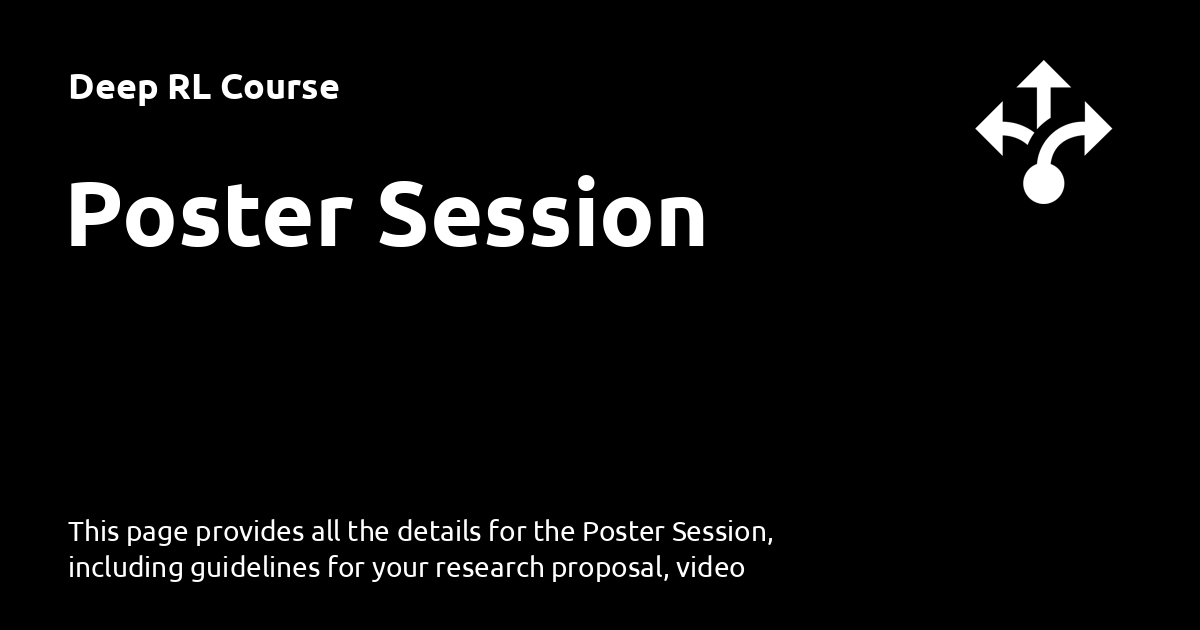 Deep RL Course
Poster Session
This page provides all the details for the Poster Session,
including guidelines for your research proposal, video